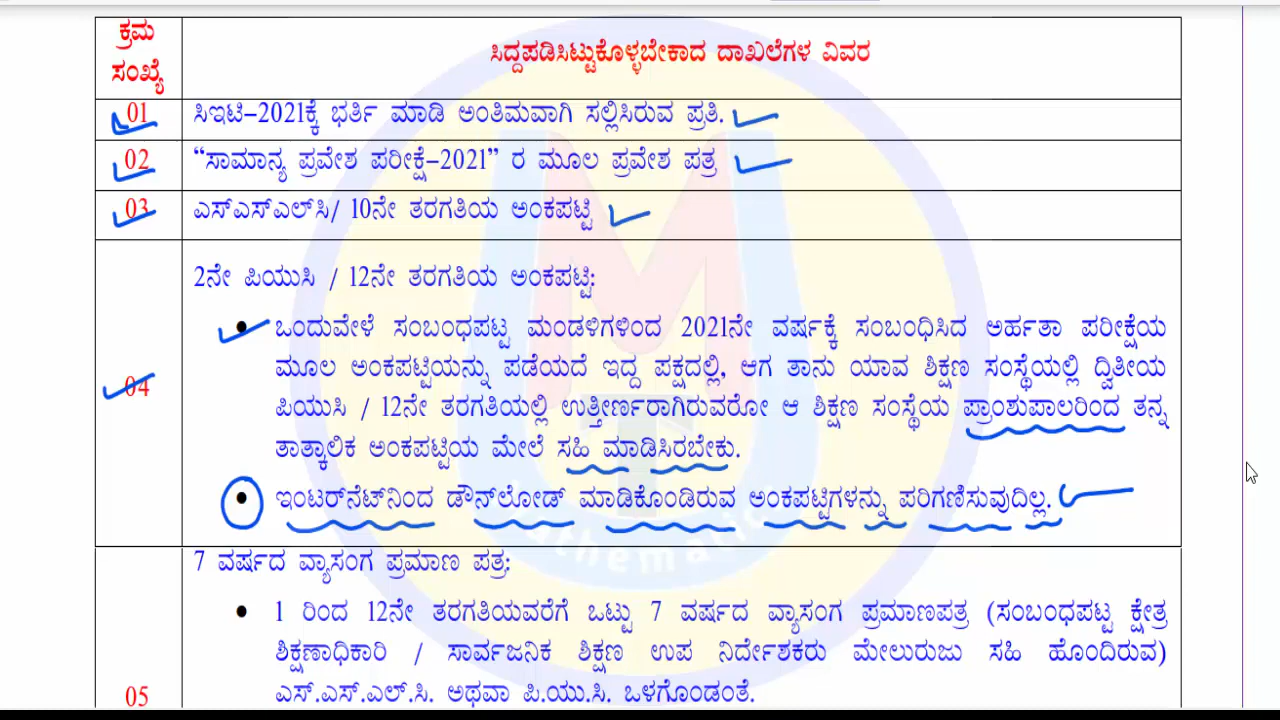 ಕ್ರಮ ಸಂಖ್ಯೆ
ಸಿದ್ದಪಡಿಸಿಟ್ಟುಕೊಳ್ಳಬೇಕಾದ ದಾಖಲೆಗಳ ವಿವರ
01
ಸಿಇಟಿ–2021ಕ್ಕೆ ಭರ್ತಿ ಮಾಡಿ ಅಂತಿಮವಾಗಿ ಸಲ್ಲಿಸಿರುವ ಪ್ರತಿ.
02
“ಸಾಮಾನ್ಯ ಪ್ರವೇಶ ಪರೀಕ್ಷೆ–2021” ರ ಮೂಲ ಪ್ರವೇಶ ಪತ್ರ
03
ಎಸ್ಎಸ್ಎಲ್‌ಸಿ/ 10ನೇ ತರಗತಿಯ ಅಂಕಪಟ್ಟಿ
04
2ನೇ ಪಿಯುಸಿ / 12ನೇ ತರಗತಿಯ ಅಂಕಪಟ್ಟಿ:
• ಒಂದುವೇಳೆ ಸಂಬಂಧಪಟ್ಟ ಮಂಡಳಿಗಳಿಂದ 2021ನೇ ವರ್ಷಕ್ಕೆ ಸಂಬಂಧಿಸಿದ ಅರ್ಹತಾ ಪರೀಕ್ಷೆಯ
ಮೂಲ ಅಂಕಪಟ್ಟಿಯನ್ನು ಪಡೆಯದೆ ಇದ್ದ ಪಕ್ಷದಲ್ಲಿ, ಆಗ ತಾನು ಯಾವ ಶಿಕ್ಷಣ ಸಂಸ್ಥೆಯಲ್ಲಿ ದ್ವಿತೀಯ
ಪಿಯುಸಿ / 12ನೇ ತರಗತಿಯಲ್ಲಿ ಉತ್ತೀರ್ಣರಾಗಿರುವರೋ ಆ ಶಿಕ್ಷಣ ಸಂಸ್ಥೆಯ ಪ್ರಾಂಶುಪಾಲರಿಂದ ತನ್ನ
ತಾತ್ಕಾಲಿಕ ಅಂಕಪಟ್ಟಿಯ ಮೇಲೆ ಸಹಿ ಮಾಡಿಸಿರಬೇಕು.
• ಇಂಟರ್‌ನೆಟ್‌ನಿಂದ ಡೌನ್‌ಲೋಡ್ ಮಾಡಿಕೊಂಡಿರುವ ಅಂಕಪಟ್ಟಿಗಳನ್ನು ಪರಿಗಣಿಸುವುದಿಲ್ಲ.
05
7 ವರ್ಷದ ವ್ಯಾಸಂಗ ಪ್ರಮಾಣ ಪತ್ರ:
• 1 ರಿಂದ 12ನೇ ತರಗತಿಯವರೆಗೆ ಒಟ್ಟು 7 ವರ್ಷದ ವ್ಯಾಸಂಗ ಪ್ರಮಾಣಪತ್ರ (ಸಂಬಂಧಪಟ್ಟ ಕ್ಷೇತ್ರ
ಶಿಕ್ಷಣಾಧಿಕಾರಿ / ಸಾರ್ವಜನಿಕ ಶಿಕ್ಷಣ ಉಪ ನಿರ್ದೇಶಕರು ಮೇಲುರುಜು ಸಹಿ ಹೊಂದಿರುವ)
ಎಸ್.ಎಸ್.ಎಲ್.ಸಿ. ಅಥವಾ ಪಿ.ಯು.ಸಿ. ಒಳಗೊಂಡಂತೆ.